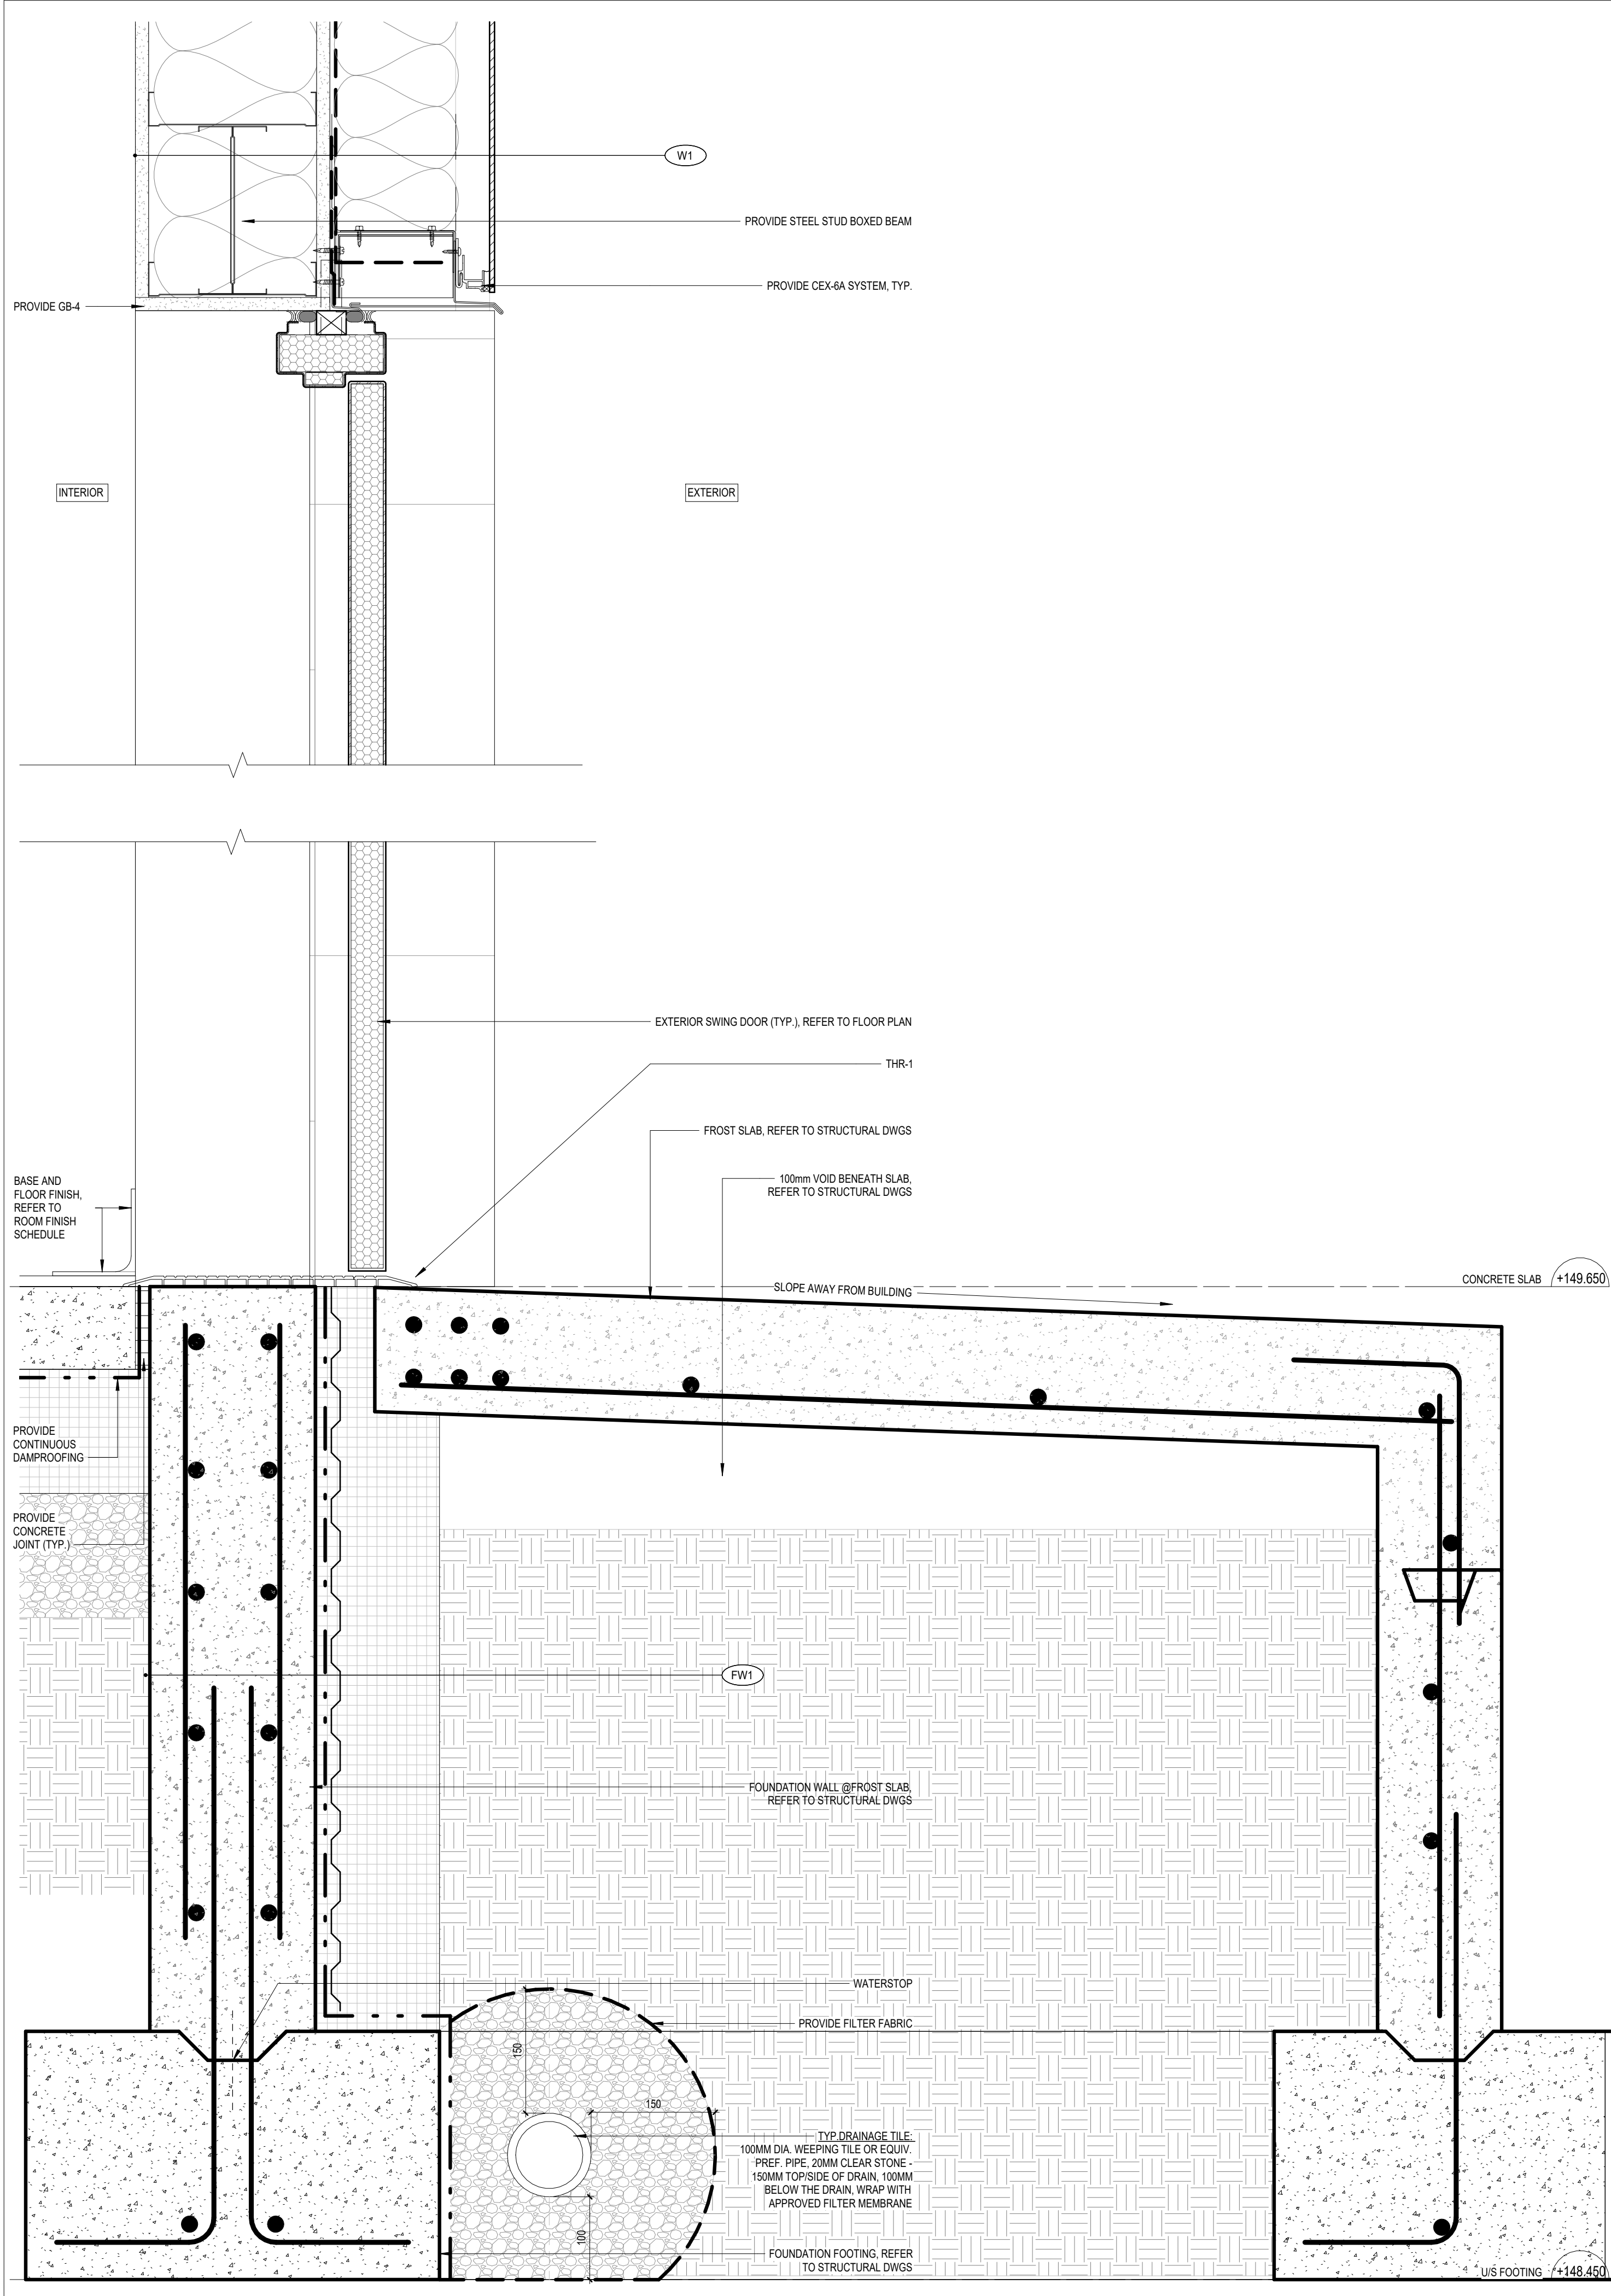 W1
PROVIDE STEEL STUD BOXED BEAM
PROVIDE CEX-6A SYSTEM, TYP.
PROVIDE GB-4
INTERIOR
EXTERIOR
EXTERIOR SWING DOOR (TYP.), REFER TO FLOOR PLAN
THR-1
FROST SLAB, REFER TO STRUCTURAL DWGS
100mm VOID BENEATH SLAB,
REFER TO STRUCTURAL DWGS
BASE AND
FLOOR FINISH,
REFER TO
ROOM FINISH
SCHEDULE
CONCRETE SLAB
+149.650
SLOPE AWAY FROM BUILDING
PROVIDE
CONTINUOUS
DAMPROOFING
PROVIDE
CONCRETE
JOINT (TYP.)
FW1
FOUNDATION WALL @FROST SLAB,
REFER TO STRUCTURAL DWGS
WATERSTOP
PROVIDE FILTER FABRIC
150
150
TYP.DRAINAGE TILE:
100MM DIA. WEEPING TILE OR EQUIV.
PREF. PIPE, 20MM CLEAR STONE -
150MM TOP/SIDE OF DRAIN, 100MM
BELOW THE DRAIN, WRAP WITH
APPROVED FILTER MEMBRANE
100
FOUNDATION FOOTING, REFER
TO STRUCTURAL DWGS
U/S FOOTING
+148.450